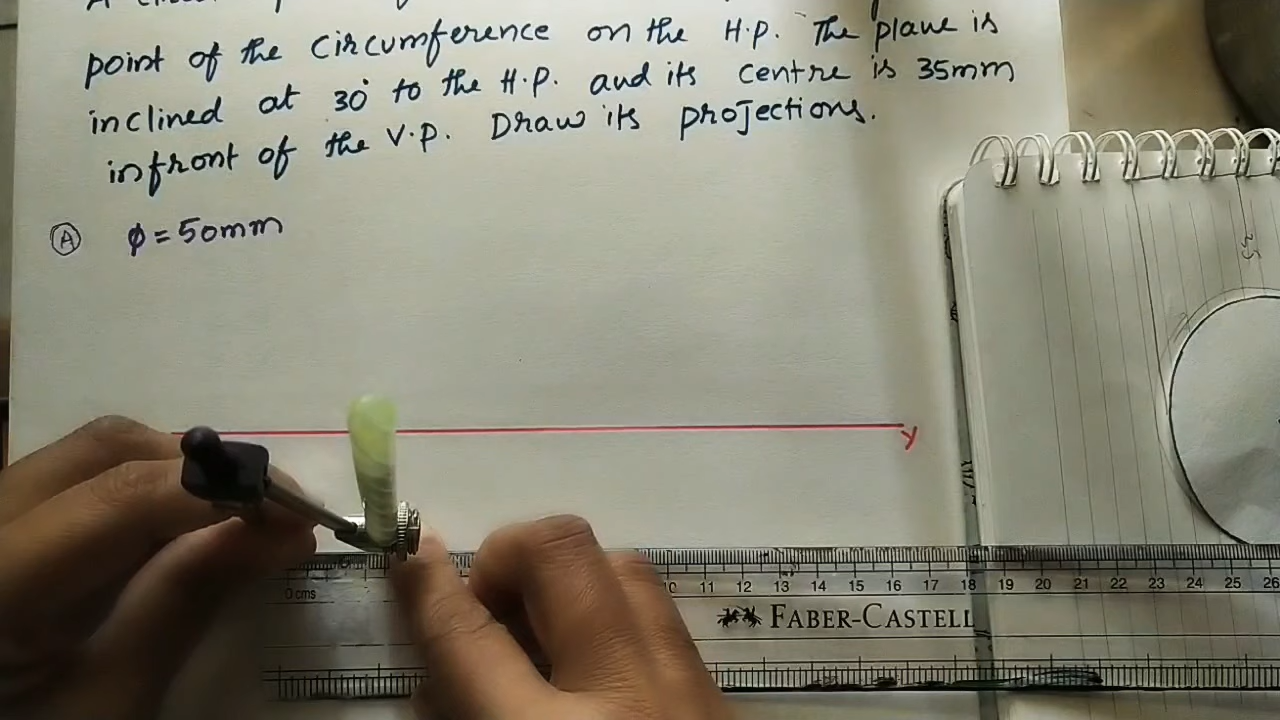 point of the circumference on the H.P. The plane is
inclined at 30° to the H.P. and its centre is 35mm
infront of the V.P. Draw its projections.
A φ = 50mm
y
0 cms 10 11 12 13 14 15 16 17 18 19 20 21 22 23 24 25 26
FABER-CASTELL